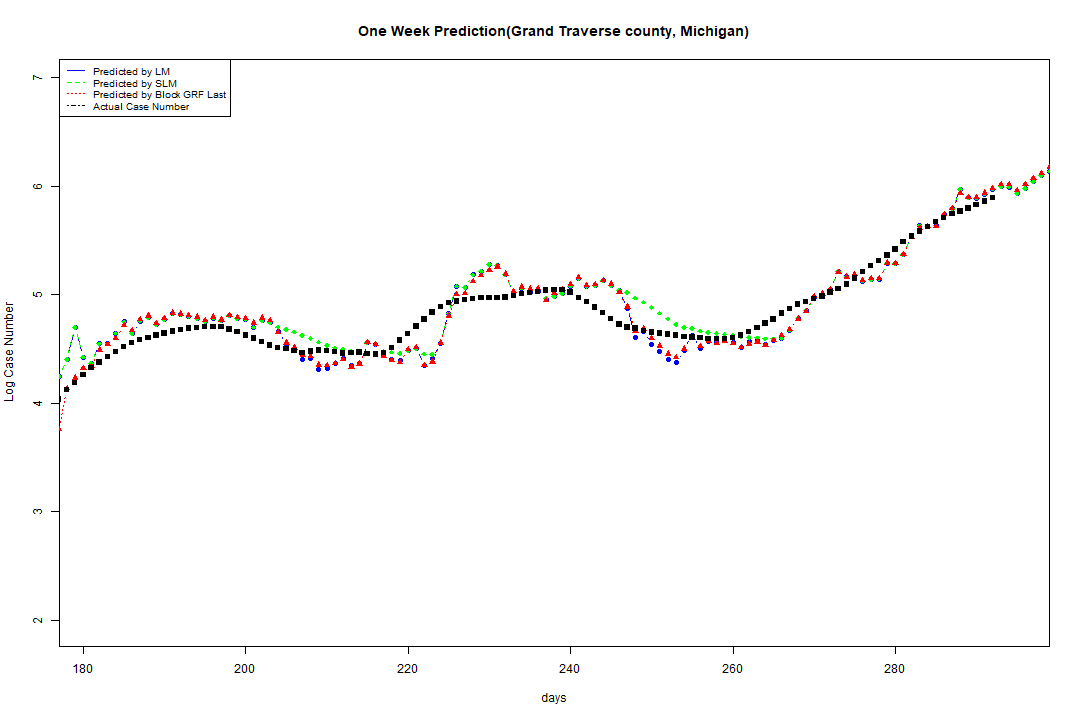 One Week Prediction(Grand Traverse county, Michigan)
Predicted by LM
Predicted by SLM
Predicted by Block GRF Last
Actual Case Number
7
6
5
4
3
2
Log Case Number
180 200 220 240 260 280
days